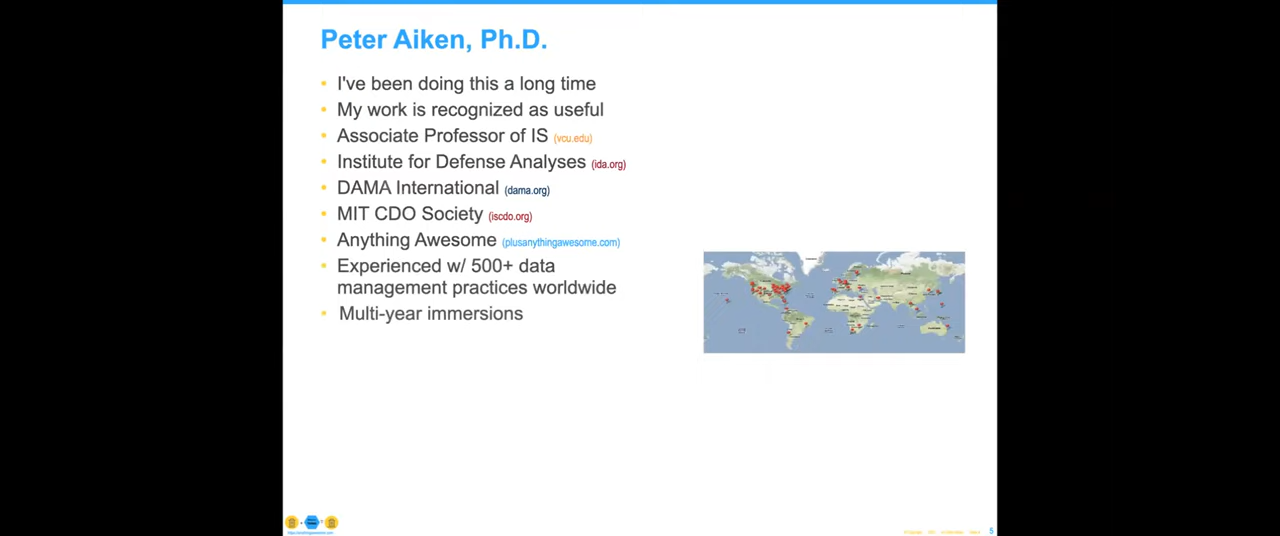 Peter Aiken, Ph.D.
• I've been doing this a long time
• My work is recognized as useful
• Associate Professor of IS (vcu.edu)
• Institute for Defense Analyses (ida.org)
• DAMA International (dama.org)
• MIT CDO Society (iscdo.org)
• Anything Awesome (plusanythingawesome.com)
• Experienced w/ 500+ data
management practices worldwide
• Multi-year immersions
5